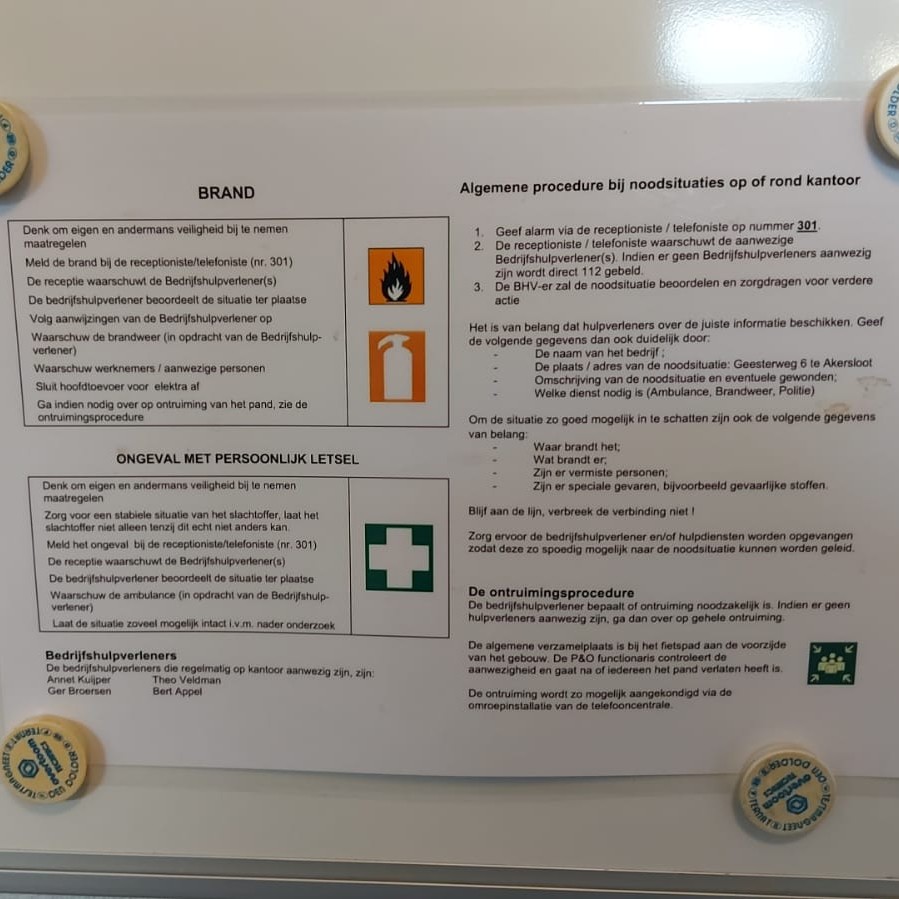 BRAND
Denk om eigen en andermans veiligheid bij te nemen
maatregelen
Meld de brand bij de receptioniste/telefoniste (nr. 301)
De receptie waarschuwt de Bedrijfshulpverlener(s)
De bedrijfshulpverlener beoordeelt de situatie ter plaatse
Volg aanwijzingen van de Bedrijfshulpverlener op
Waarschuw de brandweer (in opdracht van de Bedrijfshulp-
verlener)
Waarschuw werknemers / aanwezige personen
Sluit hoofdtoevoer voor elektra af
Ga indien nodig over op ontruiming van het pand, zie de
ontruimingsprocedure
ONGEVAL MET PERSOONLIJK LETSEL
Denk om eigen en andermans veiligheid bij te nemen
maatregelen
Zorg voor een stabiele situatie van het slachtoffer, laat het
slachtoffer niet alleen tenzij dit echt niet anders kan.
Meld het ongeval bij de receptioniste/telefoniste (nr. 301)
De receptie waarschuwt de Bedrijfshulpverlener(s)
De bedrijfshulpverlener beoordeelt de situatie ter plaatse
Waarschuw de ambulance (in opdracht van de Bedrijfshulp-
verlener)
Laat de situatie zoveel mogelijk intact i.v.m. nader onderzoek
Bedrijfshulpverleners
De bedrijfshulpverleners die regelmatig op kantoor aanwezig zijn, zijn:
Annet Kuijper Theo Veldman
Ger Broersen Bert Appel
Algemene procedure bij noodsituaties op of rond kantoor
1. Geef alarm via de receptioniste / telefoniste op nummer 301.
2. De receptioniste / telefoniste waarschuwt de aanwezige
Bedrijfshulpverlener(s). Indien er geen Bedrijfshulpverleners aanwezig
zijn wordt direct 112 gebeld.
3. De BHV-er zal de noodsituatie beoordelen en zorgdragen voor verdere
actie
Het is van belang dat hulpverleners over de juiste informatie beschikken. Geef
de volgende gegevens dan ook duidelijk door:
- De naam van het bedrijf ;
- De plaats / adres van de noodsituatie: Geesterweg 6 te Akersloot
- Omschrijving van de noodsituatie en eventuele gewonden;
- Welke dienst nodig is (Ambulance, Brandweer, Politie)
Om de situatie zo goed mogelijk in te schatten zijn ook de volgende gegevens
van belang:
- Waar brandt het;
- Wat brandt er;
- Zijn er vermiste personen;
- Zijn er speciale gevaren, bijvoorbeeld gevaarlijke stoffen.
Blijf aan de lijn, verbreek de verbinding niet !
Zorg ervoor de bedrijfshulpverlener en/of hulpdiensten worden opgevangen
zodat deze zo spoedig mogelijk naar de noodsituatie kunnen worden geleid.
De ontruimingsprocedure
De bedrijfshulpverlener bepaalt of ontruiming noodzakelijk is. Indien er geen
hulpverleners aanwezig zijn, ga dan over op gehele ontruiming.
De algemene verzamelplaats is bij het fietspad aan de voorzijde
van het gebouw. De P&O functionaris controleert de
aanwezigheid en gaat na of iedereen het pand verlaten heeft is.
De ontruiming wordt zo mogelijk aangekondigd via de
omroepinstallatie van de telefooncentrale.
overtoom
overtoom